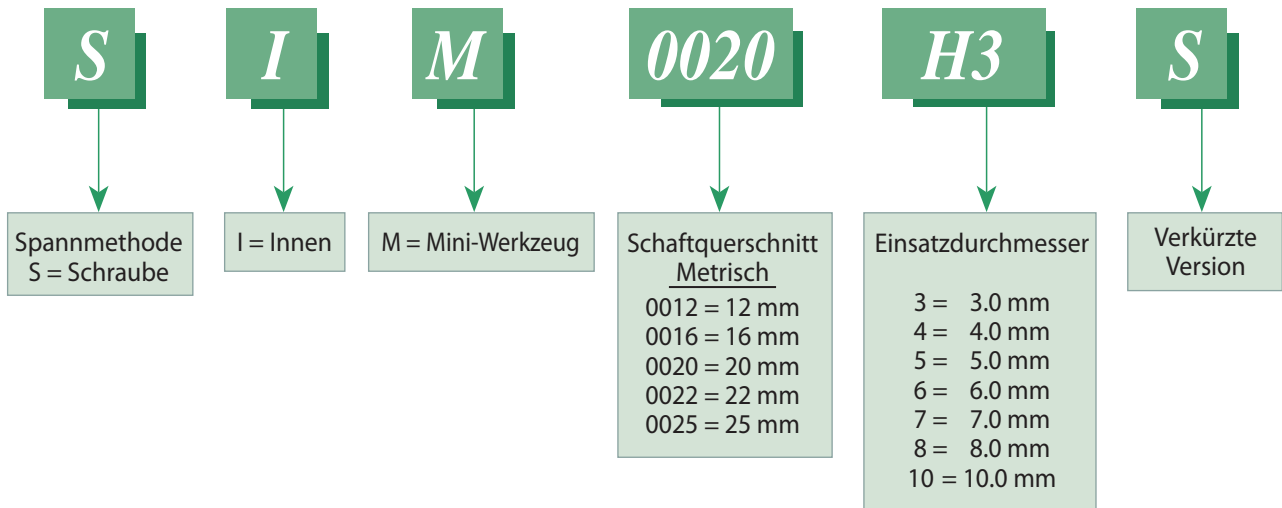 S I M 0020 H3 S
Spannmethode
S = Schraube
I = Innen
M = Mini-Werkzeug
Schaftquerschnitt
Metrisch
0012 = 12 mm
0016 = 16 mm
0020 = 20 mm
0022 = 22 mm
0025 = 25 mm
Einsatzdurchmesser
3 = 3.0 mm
4 = 4.0 mm
5 = 5.0 mm
6 = 6.0 mm
7 = 7.0 mm
8 = 8.0 mm
10 = 10.0 mm
Verkürzte
Version